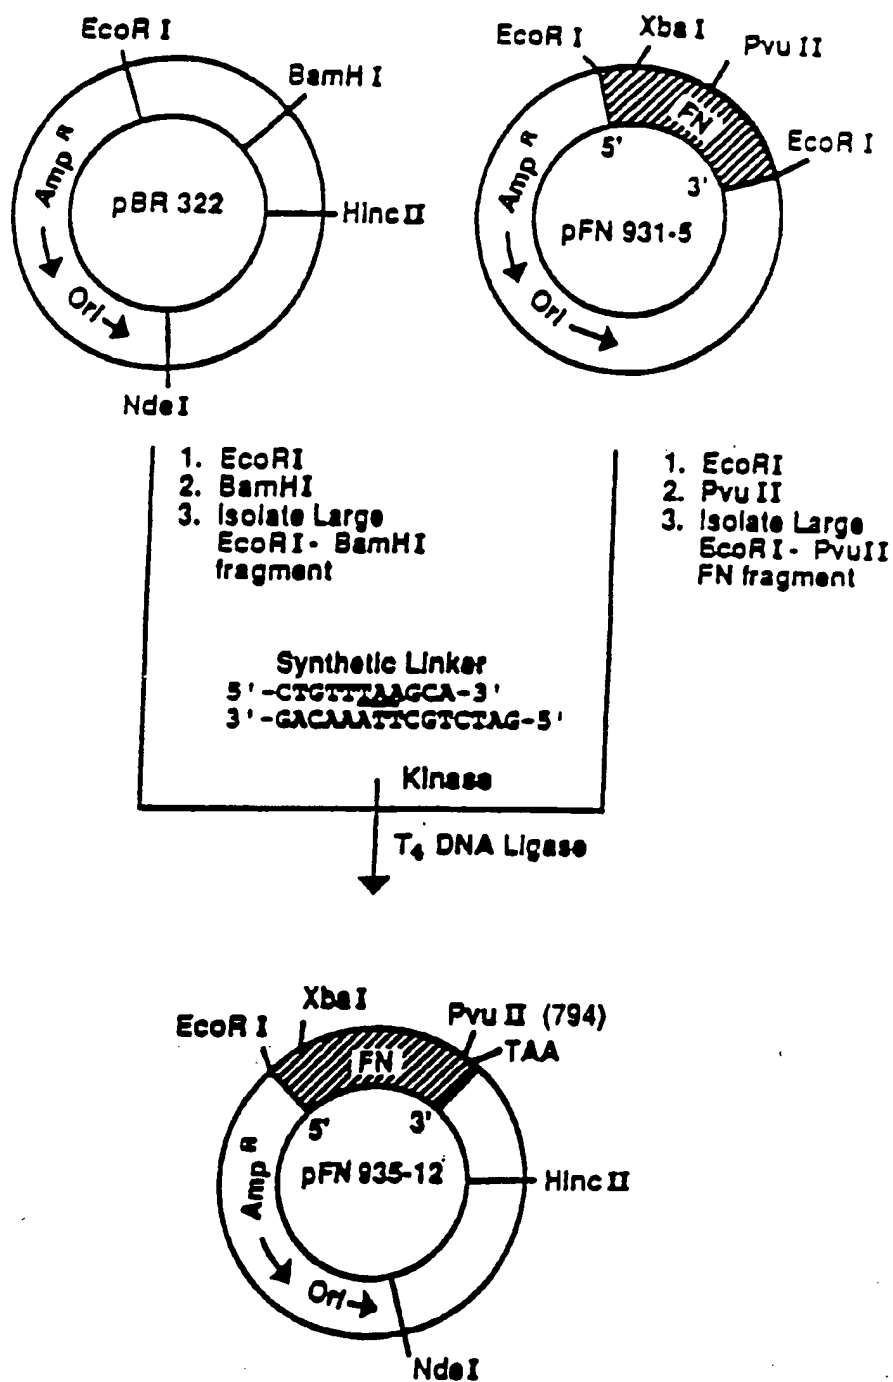 EcoR I
BamH I
Amp R
pBR 322
Hinc II
Ori
Nde I
EcoR I
Xba I
Pvu II
FN
5'
3'
EcoR I
Amp R
pFN 931-5
Ori
1. EcoRI
2. BamHI
3. Isolate Large
EcoRI - BamHI
fragment
1. EcoRI
2. Pvu II
3. Isolate Large
EcoRI - PvuII
FN fragment
Synthetic Linker
5'-CTGTTTAAGCA-3'
3'-GACAAATTCGTCTAG-5'
Kinase
T4 DNA Ligase
EcoR I
Xba I
Pvu II (794)
TAA
FN
5'
3'
Amp R
pFN 935-12
Hinc II
Ori
Nde I